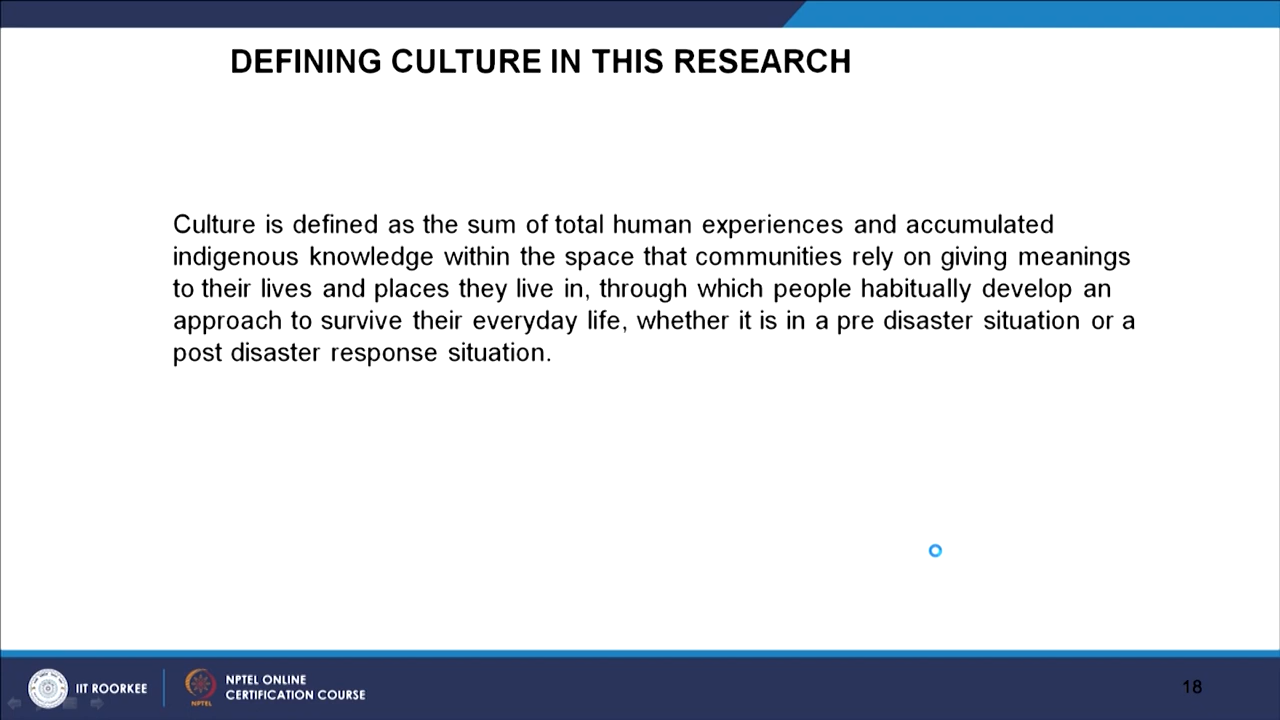 DEFINING CULTURE IN THIS RESEARCH
Culture is defined as the sum of total human experiences and accumulated
indigenous knowledge within the space that communities rely on giving meanings
to their lives and places they live in, through which people habitually develop an
approach to survive their everyday life, whether it is in a pre disaster situation or a
post disaster response situation.
IIT ROORKEE
NPTEL
NPTEL ONLINE
CERTIFICATION COURSE
18